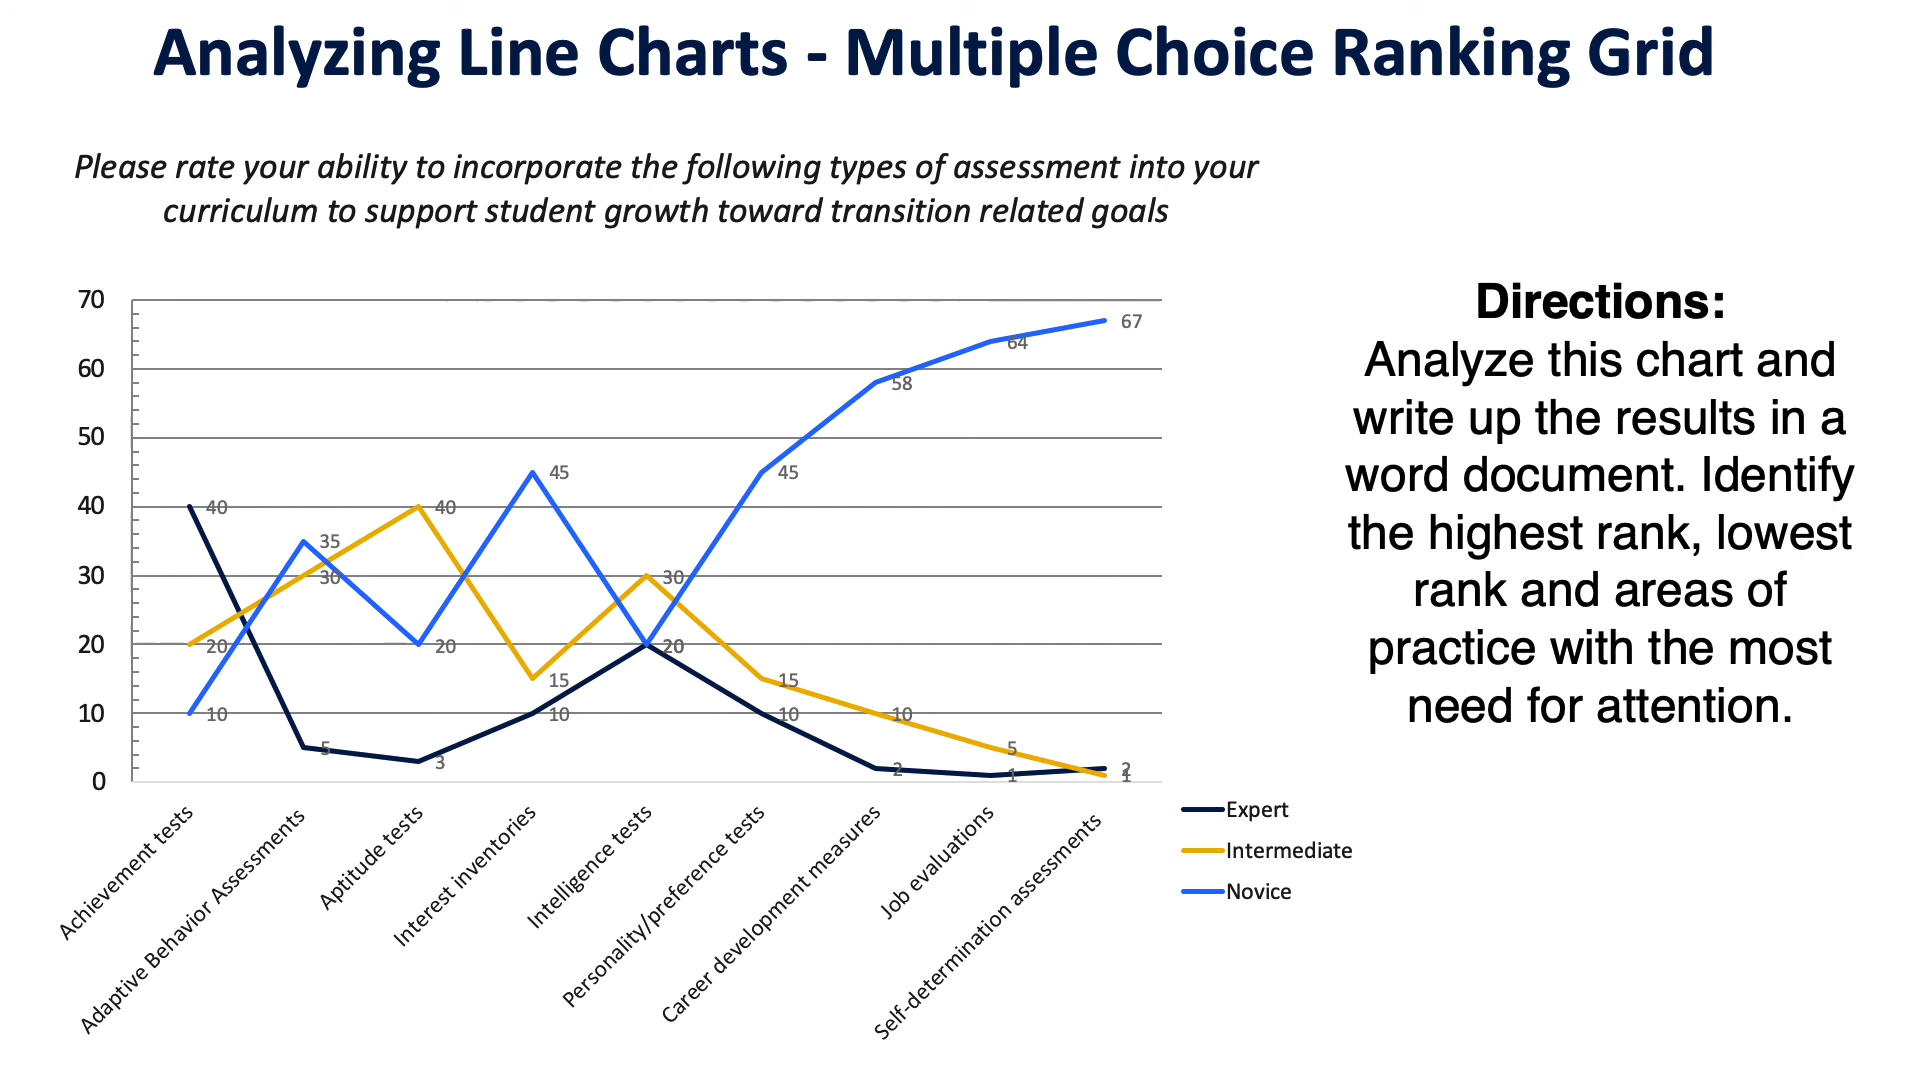 Analyzing Line Charts - Multiple Choice Ranking Grid
Please rate your ability to incorporate the following types of assessment into your
curriculum to support student growth toward transition related goals
70
60
50
40
30
20
10
0
40
20
10
35
30
5
40
20
3
45
15
10
30
20
45
15
10
58
10
2
64
5
1
67
2
1
Achievement tests
Adaptive Behavior Assessments
Aptitude tests
Interest inventories
Intelligence tests
Personality/preference tests
Career development measures
Job evaluations
Self-determination assessments
Expert
Intermediate
Novice
Directions:
Analyze this chart and
write up the results in a
word document. Identify
the highest rank, lowest
rank and areas of
practice with the most
need for attention.